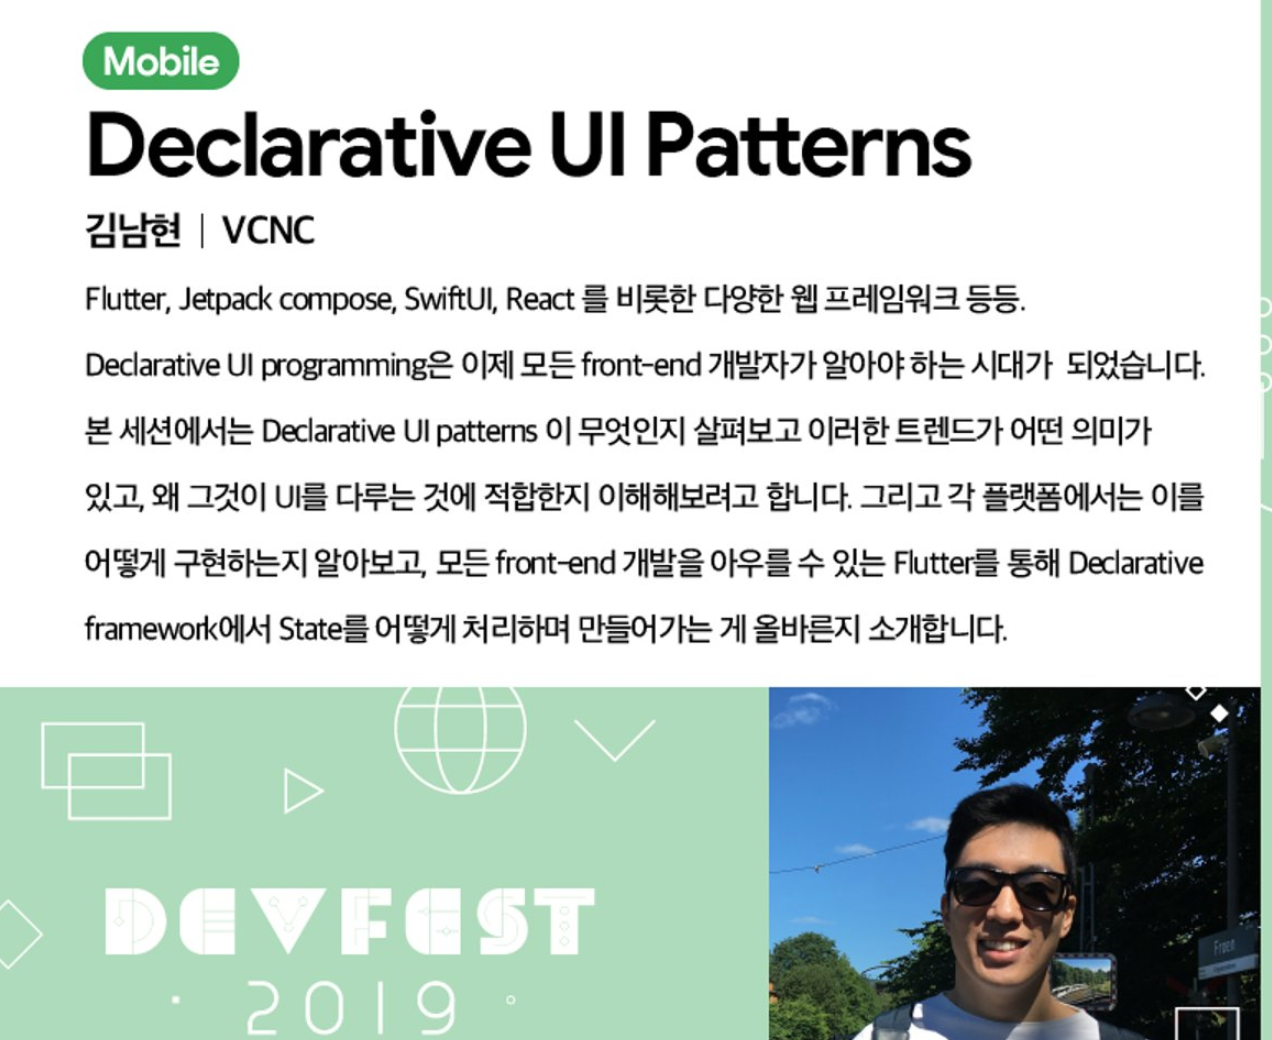 Mobile
Declarative UI Patterns
김남현 | VCNC
Flutter, Jetpack compose, SwiftUI, React 를 비롯한 다양한 웹 프레임워크 등등.
Declarative UI programming은 이제 모든 front-end 개발자가 알아야 하는 시대가 되었습니다.
본 세션에서는 Declarative UI patterns 이 무엇인지 살펴보고 이러한 트렌드가 어떤 의미가
있고, 왜 그것이 UI를 다루는 것에 적합한지 이해해보려고 합니다. 그리고 각 플랫폼에서는 이를
어떻게 구현하는지 알아보고, 모든 front-end 개발을 아우를 수 있는 Flutter를 통해 Declarative
framework에서 State를 어떻게 처리하며 만들어가는 게 올바른지 소개합니다.
DEVFEST
2019
Frøen